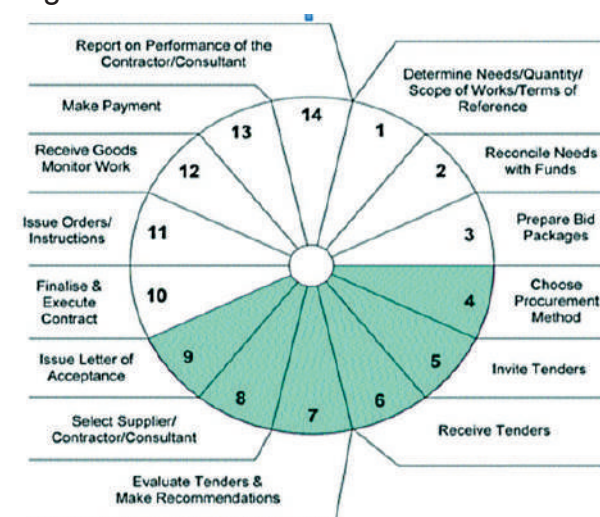 Report on Performance of the
Contractor/Consultant
Determine Needs/Quantity/
Scope of Works/Terms of
Reference
Make Payment
14
13
1
Receive Goods
Monitor Work
12
2
Reconcile Needs
with Funds
Issue Orders/
Instructions
11
3
Prepare Bid
Packages
Finalise &
Execute
Contract
10
4
Choose
Procurement
Method
Issue Letter of
Acceptance
9
5
Invite Tenders
8
6
Select Supplier/
Contractor/Consultant
7
Receive Tenders
Evaluate Tenders &
Make Recommendations